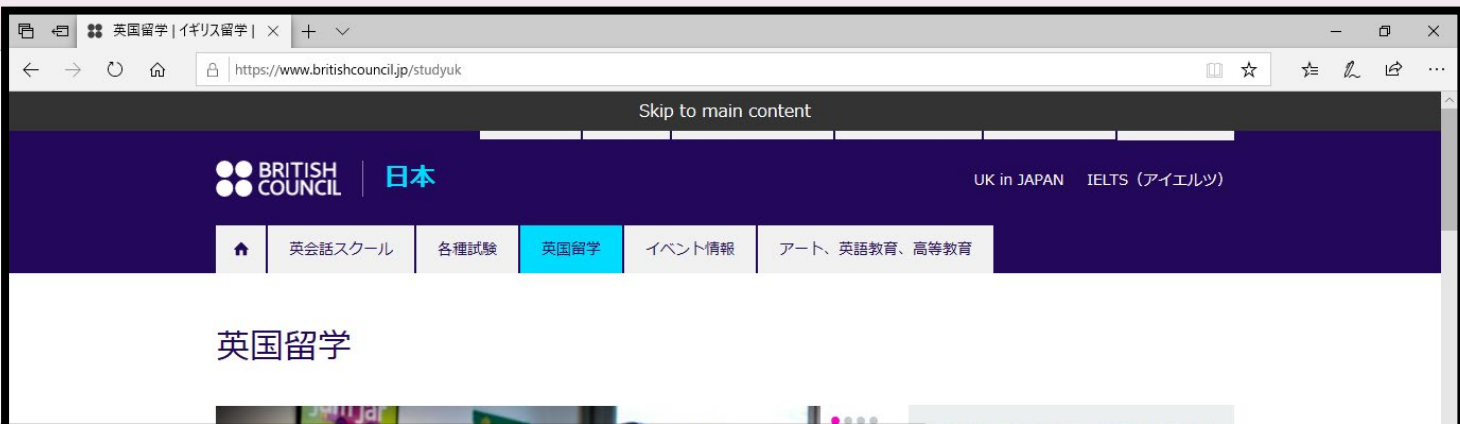 英国留学 | イギリス留学 |
https://www.britishcouncil.jp/studyuk
Skip to main content
BRITISH
COUNCIL
日本
UK in JAPAN IELTS（アイエルツ）
英会話スクール 各種試験 英国留学 イベント情報 アート、英語教育、高等教育
英国留学